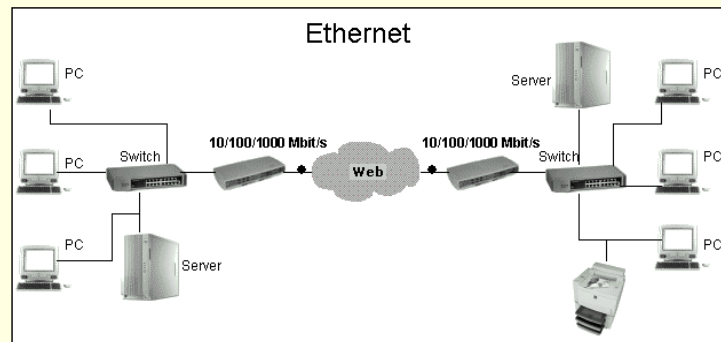 Ethernet
PC
Server
PC
10/100/1000 Mbit/s
10/100/1000 Mbit/s
PC
Switch
Web
Switch
PC
PC
Server
PC